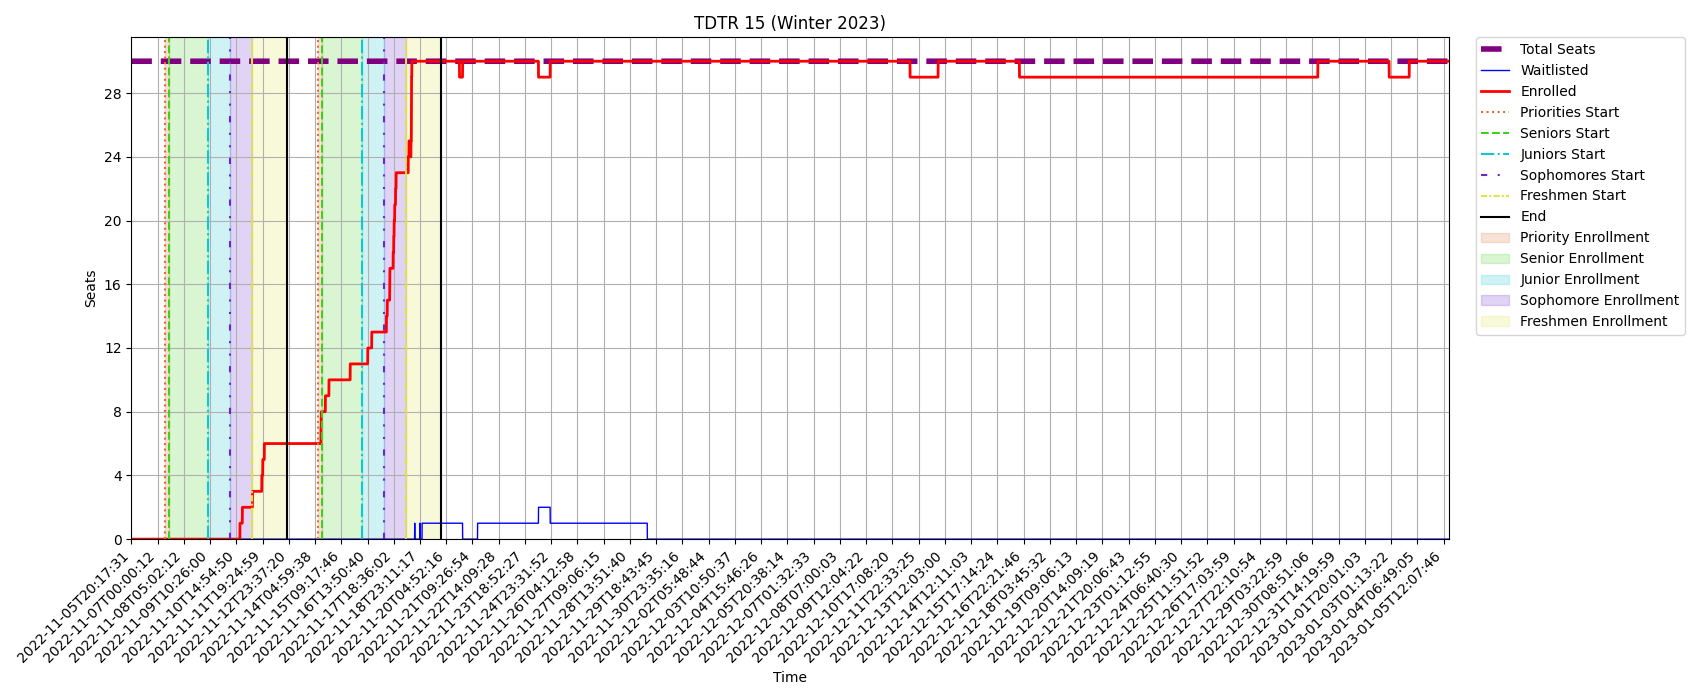 TDTR 15 (Winter 2023)
Total Seats
Waitlisted
Enrolled
Priorities Start
Seniors Start
Juniors Start
Sophomores Start
Freshmen Start
End
Priority Enrollment
Senior Enrollment
Junior Enrollment
Sophomore Enrollment
Freshmen Enrollment
Seats
28
24
20
16
12
8
4
0
2022-11-05T20:17:31
2022-11-07T00:00:12
2022-11-08T05:02:12
2022-11-09T10:26:00
2022-11-10T14:54:50
2022-11-11T19:24:59
2022-11-12T23:37:20
2022-11-14T04:59:38
2022-11-15T09:17:46
2022-11-16T13:50:40
2022-11-17T18:36:02
2022-11-18T23:11:17
2022-11-20T04:52:16
2022-11-21T09:26:54
2022-11-22T14:09:28
2022-11-23T18:52:27
2022-11-24T23:31:52
2022-11-26T04:12:58
2022-11-27T09:06:15
2022-11-28T13:51:40
2022-11-29T18:43:45
2022-11-30T23:35:16
2022-12-02T05:48:44
2022-12-03T10:50:37
2022-12-04T15:46:26
2022-12-05T20:38:14
2022-12-07T01:32:33
2022-12-08T07:00:03
2022-12-09T12:04:22
2022-12-10T17:08:20
2022-12-11T22:33:25
2022-12-13T12:03:00
2022-12-14T12:11:03
2022-12-15T17:14:24
2022-12-16T22:21:46
2022-12-18T03:45:32
2022-12-19T09:06:13
2022-12-20T14:09:19
2022-12-21T20:06:43
2022-12-23T01:12:55
2022-12-24T06:40:30
2022-12-25T11:51:52
2022-12-26T17:03:59
2022-12-27T22:10:54
2022-12-29T03:22:59
2022-12-30T08:51:06
2022-12-31T14:19:59
2023-01-01T20:01:03
2023-01-03T01:13:22
2023-01-04T06:49:05
2023-01-05T12:07:46
Time